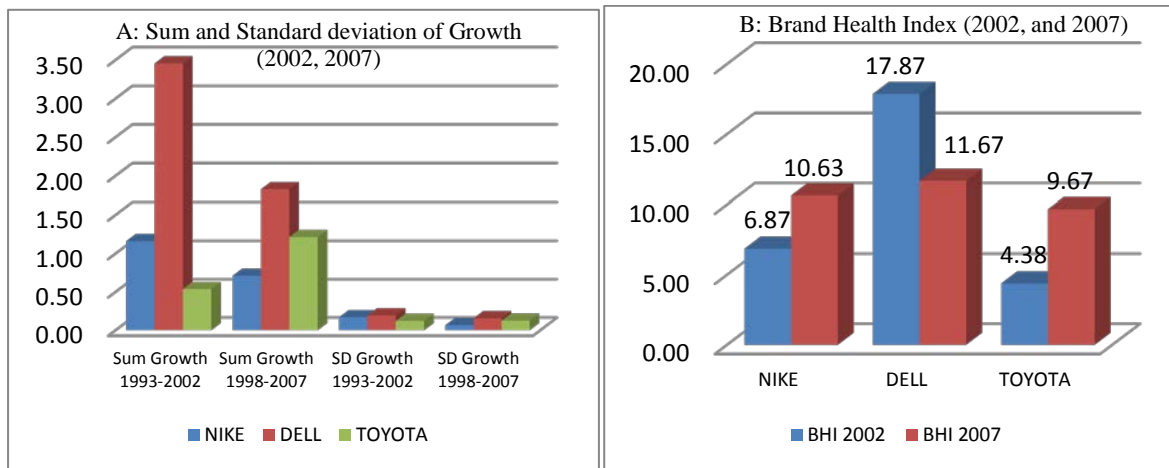 A: Sum and Standard deviation of Growth
(2002, 2007)
3.50
3.00
2.50
2.00
1.50
1.00
0.50
0.00
Sum Growth 1993-2002
Sum Growth 1998-2007
SD Growth 1993-2002
SD Growth 1998-2007
NIKE DELL TOYOTA
B: Brand Health Index (2002, and 2007)
20.00
15.00
10.00
5.00
0.00
6.87
10.63
17.87
11.67
4.38
9.67
NIKE DELL TOYOTA
BHI 2002 BHI 2007